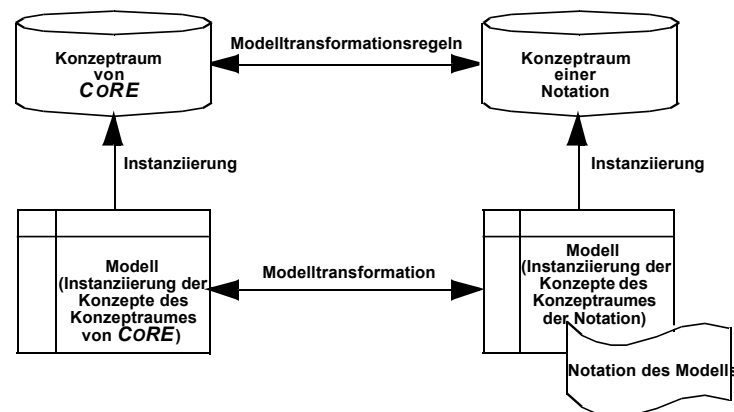 Modelltransformationsregeln
Konzeptraum
von
CORE
Konzeptraum
einer
Notation
Instanziierung
Instanziierung
Modell
(Instanziierung der
Konzepte des
Konzeptraumes
von CORE)
Modelltransformation
Modell
(Instanziierung der
Konzepte des
Konzeptraumes
der Notation)
Notation des Modells